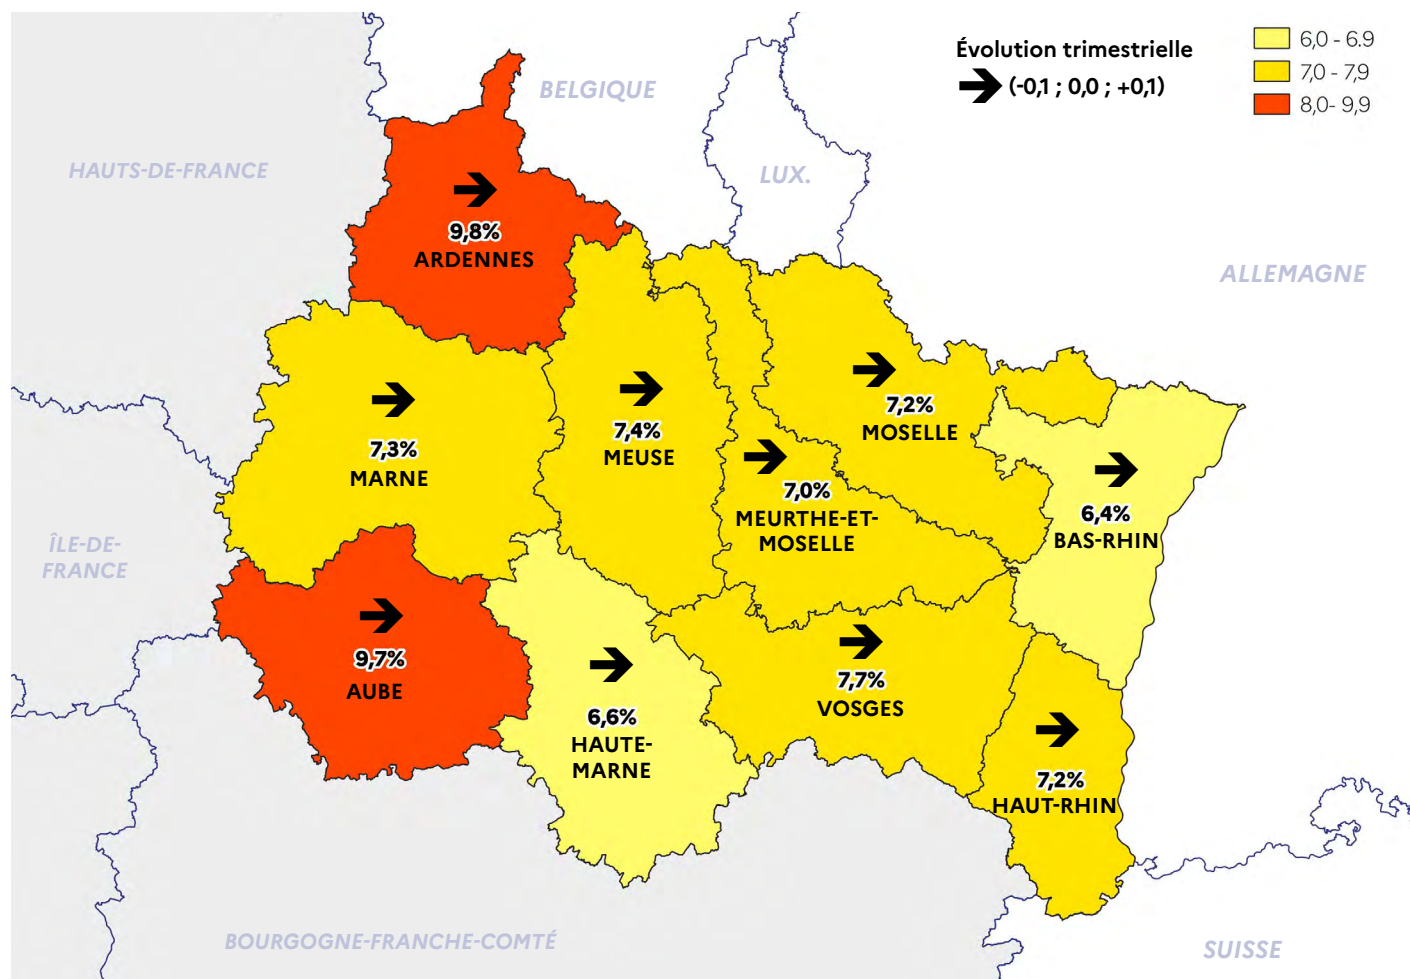 Évolution trimestrielle
(-0,1 ; 0,0 ; +0,1)
6,0 - 6.9
7,0 - 7,9
8,0- 9,9
BELGIQUE
HAUTS-DE-FRANCE
LUX.
ALLEMAGNE
9,8%
ARDENNES
7,3%
MARNE
7,4%
MEUSE
7,2%
MOSELLE
7,0%
MEURTHE-ET-
MOSELLE
6,4%
BAS-RHIN
ÎLE-DE-
FRANCE
9,7%
AUBE
6,6%
HAUTE-
MARNE
7,7%
VOSGES
7,2%
HAUT-RHIN
BOURGOGNE-FRANCHE-COMTÉ
SUISSE